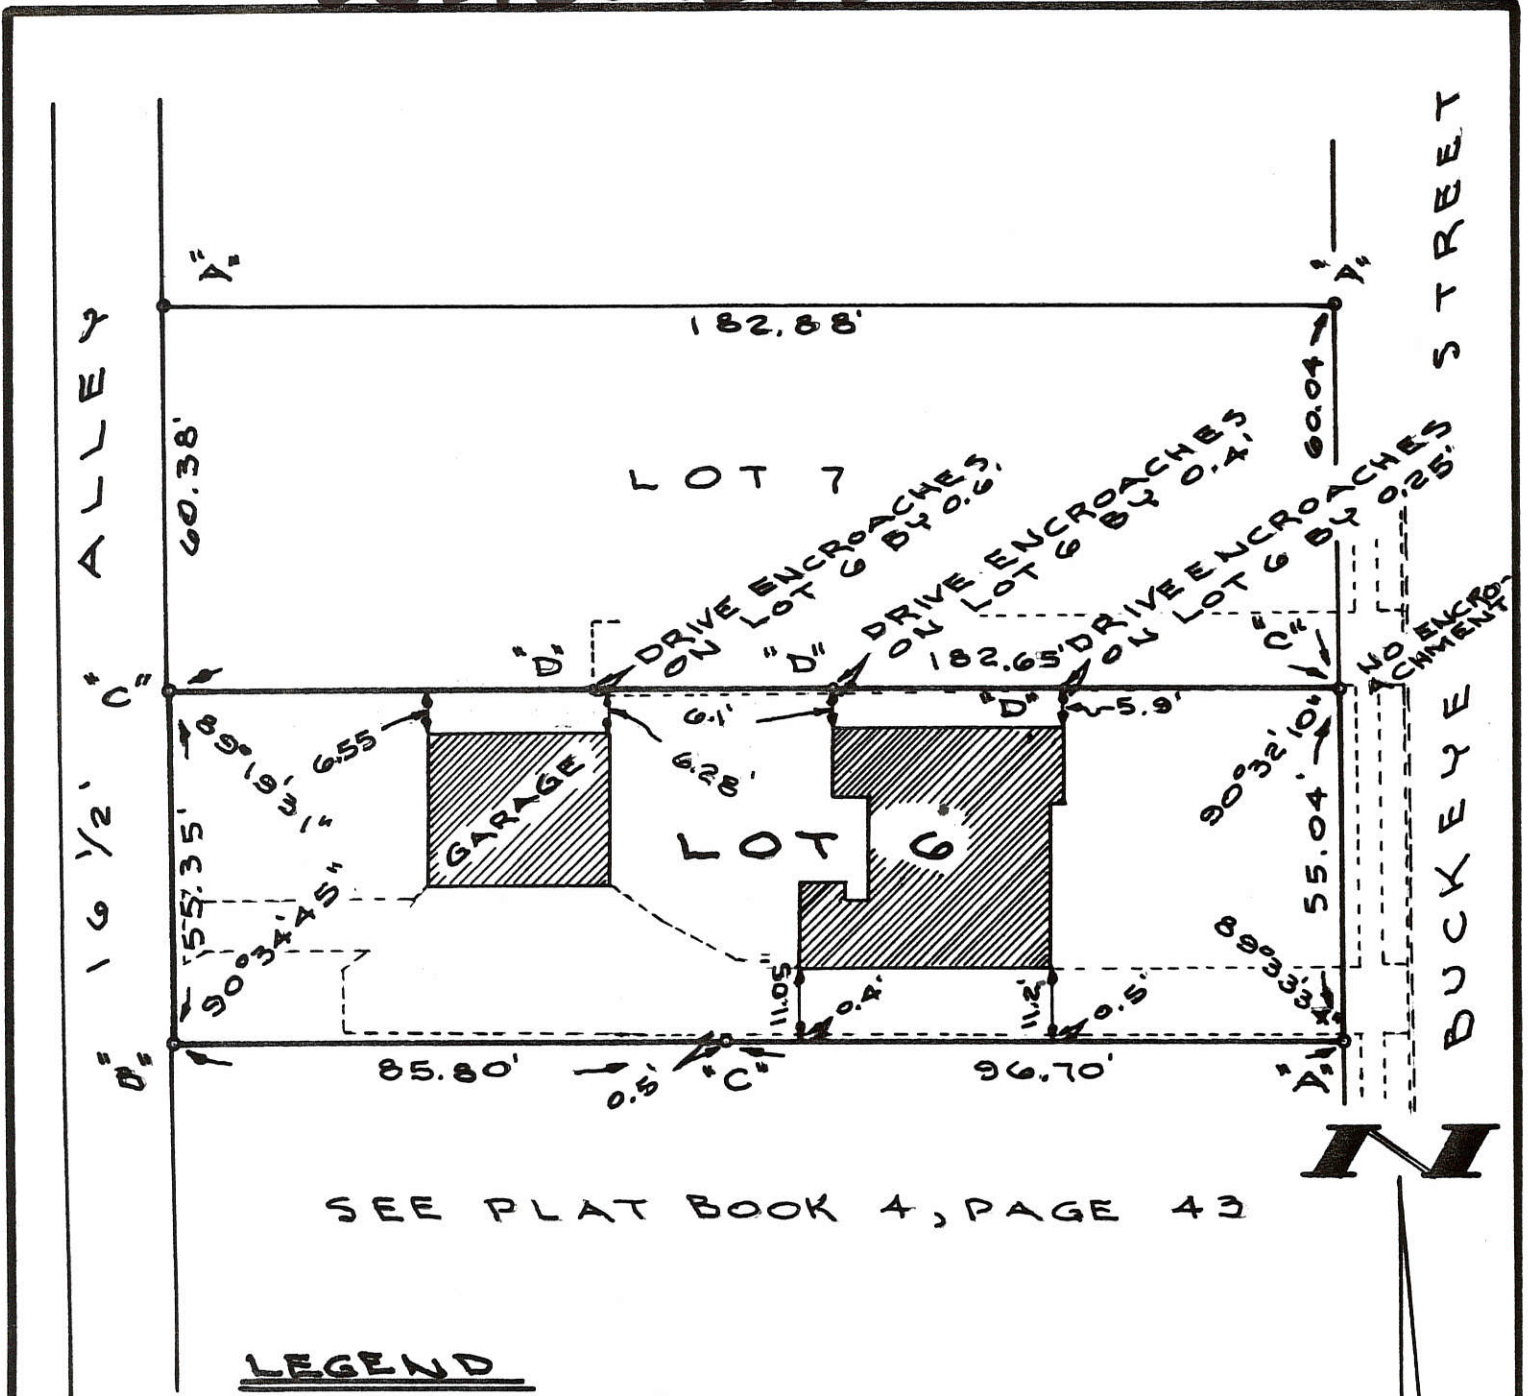 "A"
"A"
182.88'
60.38'
60.04
LOT 7
16 1/2' ALLEY
BUCKEYE STREET
DRIVE ENCROACHES
ON LOT 6 BY 0.6'
DRIVE ENCROACHES
ON LOT 6 BY 0.4'
DRIVE ENCROACHES
ON LOT 6 BY 0.25'
NO ENCRO-
CHMENT
"C"
"D"
"D"
182.65'
"C"
"D"
6.55
6.28'
6.1'
5.9'
89°19'31"
90°32'10"
GARAGE
LOT 6
55.35'
55.04'
90°34'45"
89°33'34"
11.05
0.4'
11.2'
0.5'
"B"
85.80'
0.5'
"C"
96.70'
"A"
N
SEE PLAT BOOK 4, PAGE 43
LEGEND